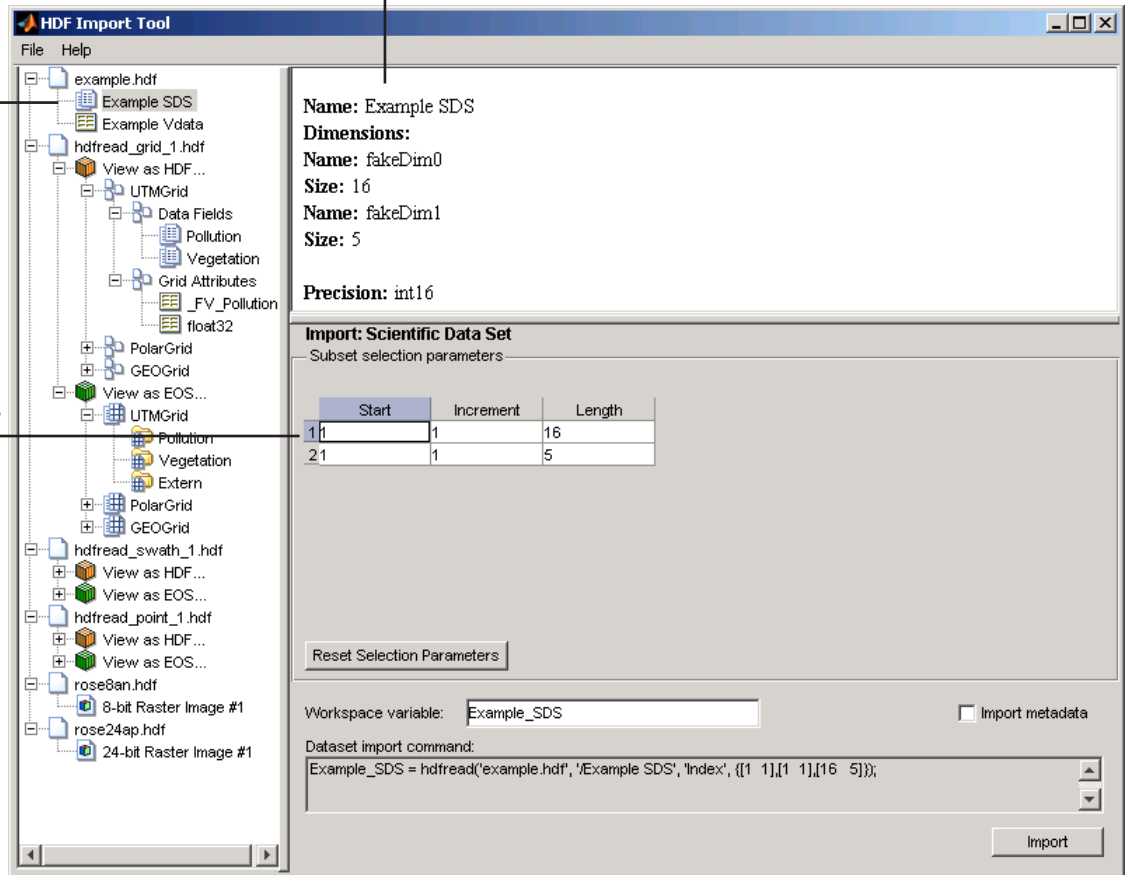 HDF Import Tool
File Help
example.hdf
Example SDS
Example Vdata
hdfread_grid_1.hdf
View as HDF...
UTMGrid
Data Fields
Pollution
Vegetation
Grid Attributes
_FV_Pollution
float32
PolarGrid
GEOGrid
View as EOS...
UTMGrid
Pollution
Vegetation
Extern
PolarGrid
GEOGrid
hdfread_swath_1.hdf
View as HDF...
View as EOS...
hdfread_point_1.hdf
View as HDF...
View as EOS...
rose8an.hdf
8-bit Raster Image #1
rose24ap.hdf
24-bit Raster Image #1
Name: Example SDS
Dimensions:
Name: fakeDim0
Size: 16
Name: fakeDim1
Size: 5
Precision: int16
Import: Scientific Data Set
Subset selection parameters
Start Increment Length
1 1 1 16
2 1 1 5
Reset Selection Parameters
Workspace variable: Example_SDS Import metadata
Dataset import command:
Example_SDS = hdfread('example.hdf', '/Example SDS', 'Index', {[1 1],[1 1],[16 5]});
Import